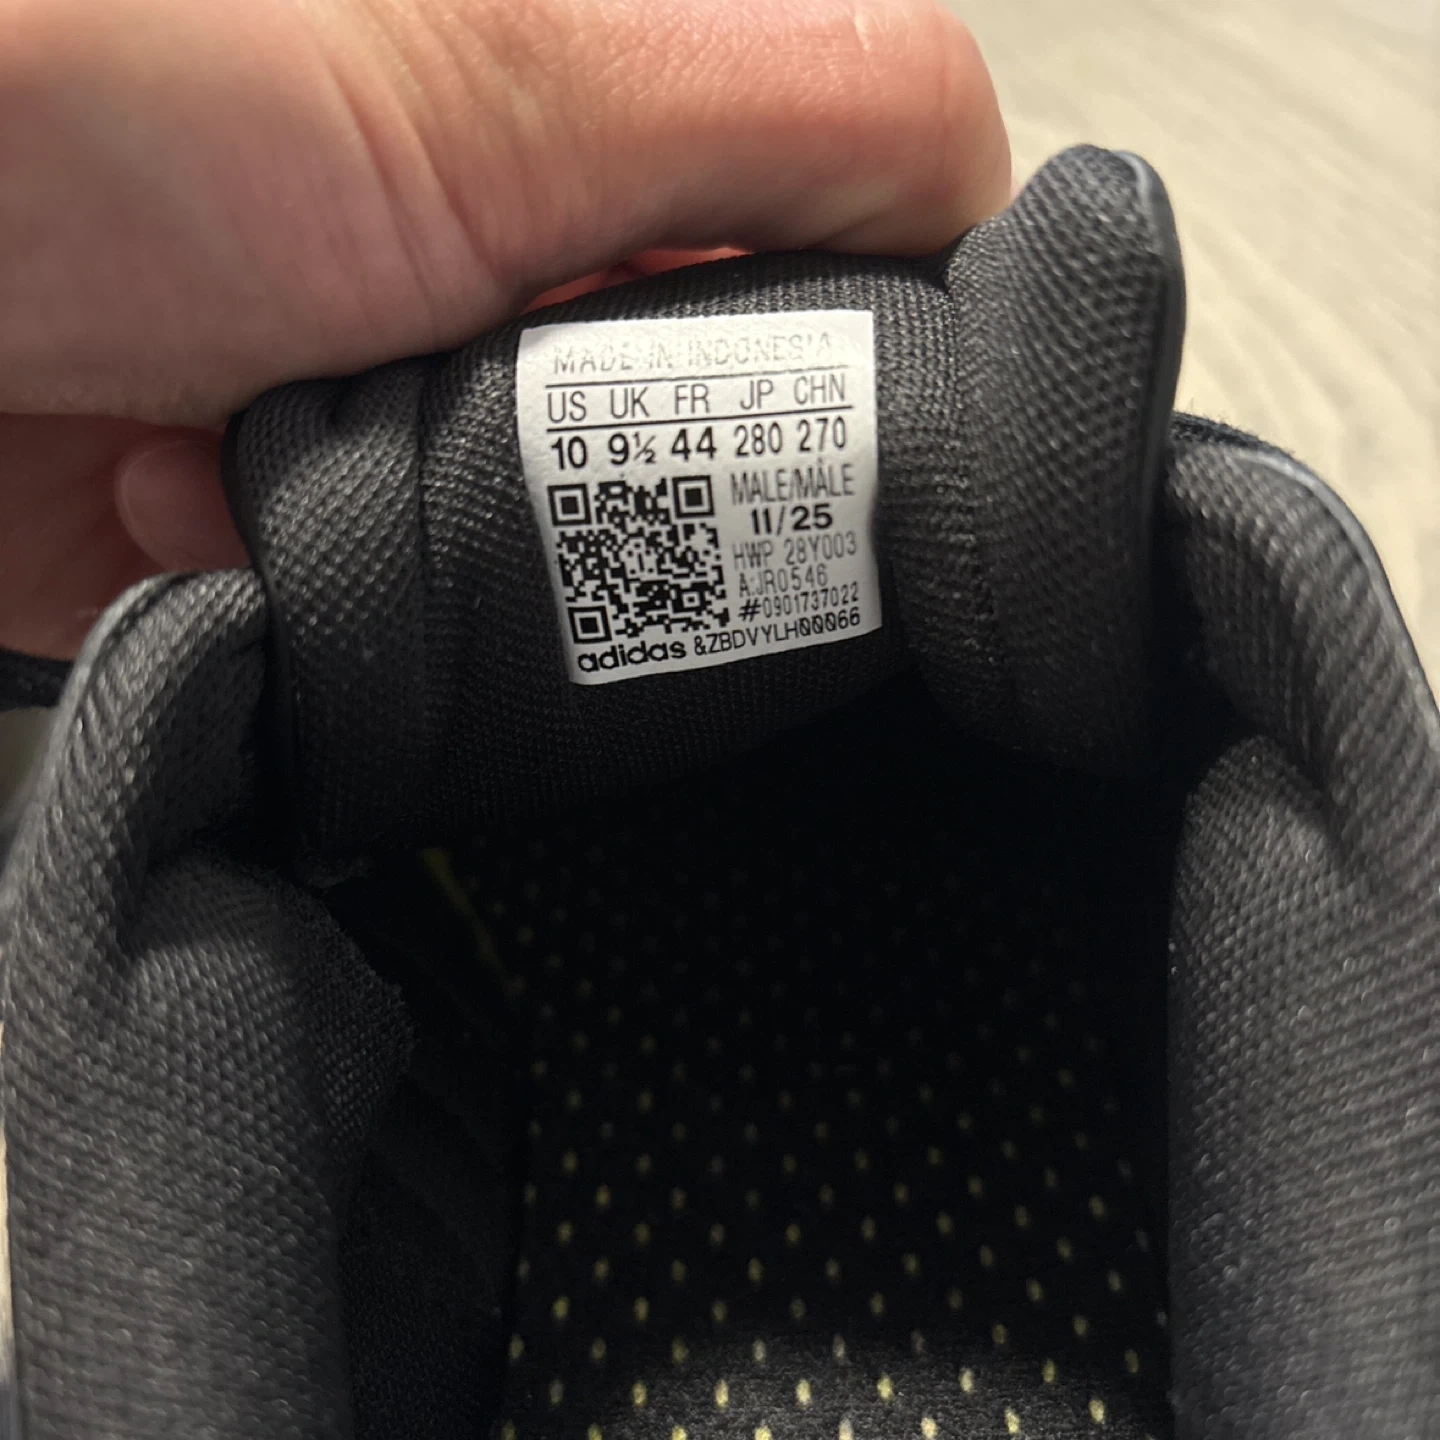 MADE IN INDONESIA
US UK FR JP CHN
10 9½ 44 280 270
MALE/MÂLE
11/25
HWP 28Y003
A:JR0546
#0901737022
adidas &ZBDVYLH00066